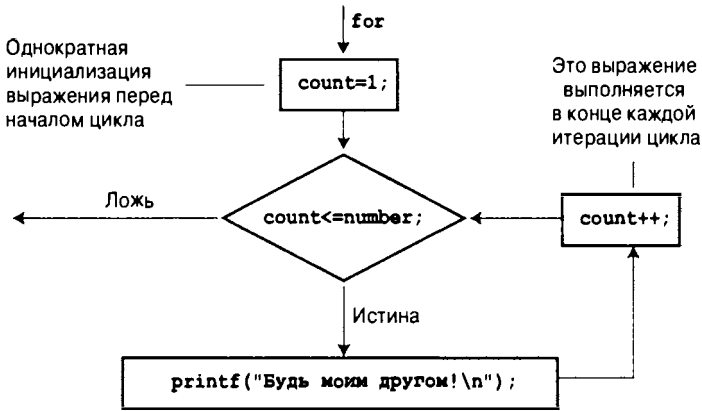 for
Однократная
инициализация
выражения перед
началом цикла
count=1;
Это выражение
выполняется
в конце каждой
итерации цикла
Ложь
count<=number;
count++;
Истина
printf("Будь моим другом!\n");